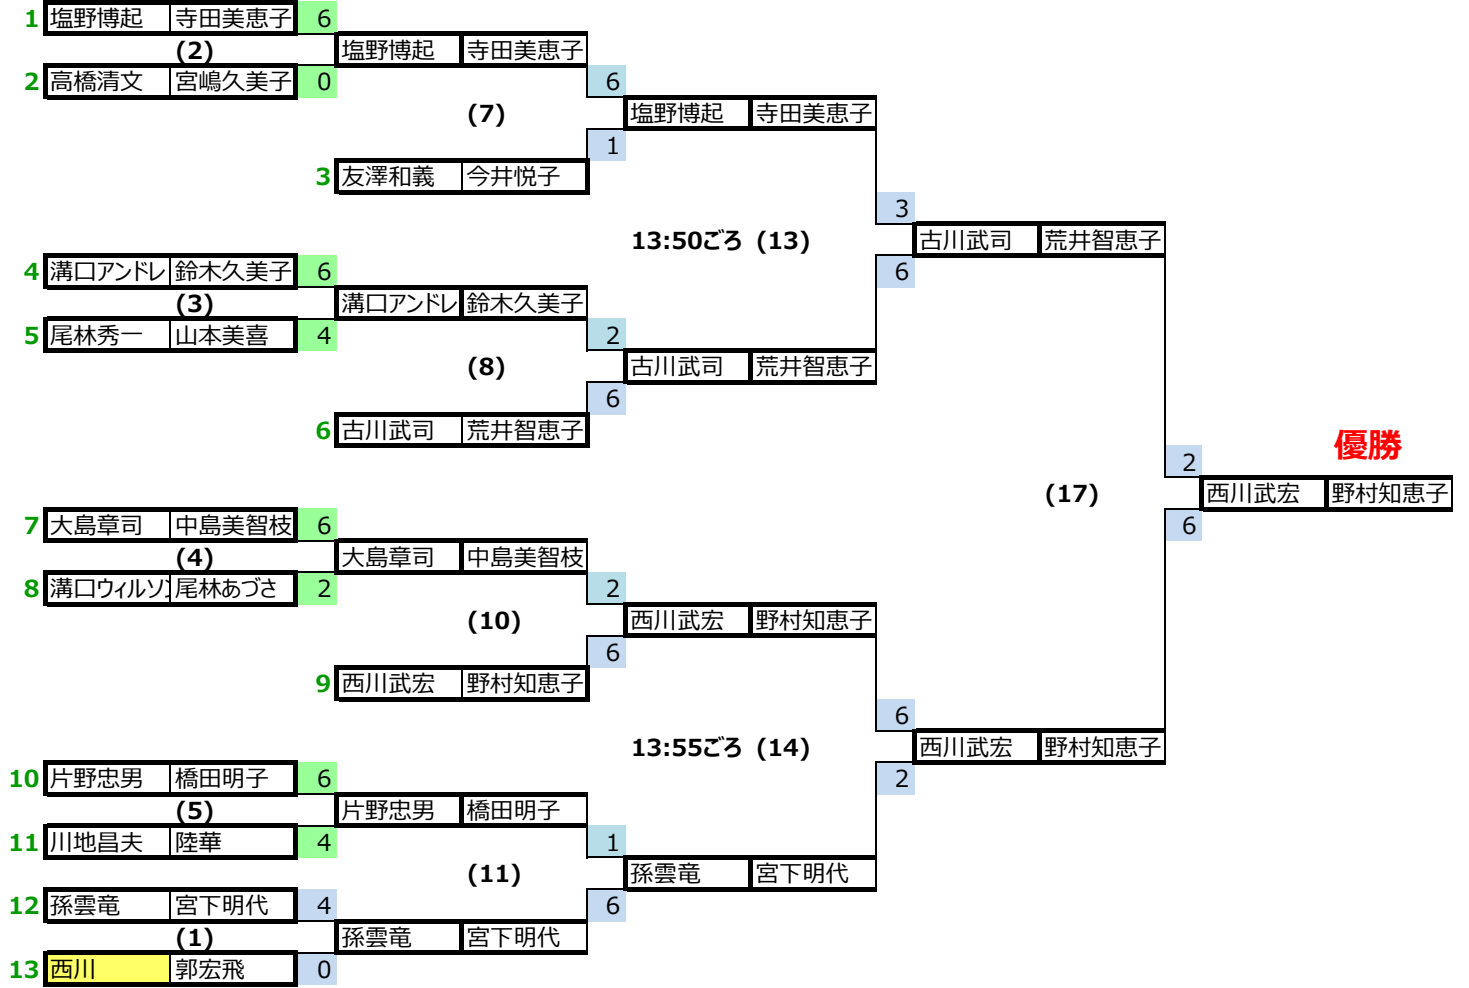 1 塩野博起 寺田美恵子 6
(2) 塩野博起 寺田美恵子
2 高橋清文 宮嶋久美子 0 6
(7) 塩野博起 寺田美恵子
1
3 友澤和義 今井悦子
3
13:50ごろ (13) 古川武司 荒井智恵子
4 溝口アンドレ 鈴木久美子 6 6
(3) 溝口アンドレ 鈴木久美子
5 尾林秀一 山本美喜 4 2
(8) 古川武司 荒井智恵子
6
6 古川武司 荒井智恵子
優勝
2
(17) 西川武宏 野村知恵子
7 大島章司 中島美智枝 6 6
(4) 大島章司 中島美智枝
8 溝口ウィルソン 尾林あづさ 2 2
(10) 西川武宏 野村知恵子
6
9 西川武宏 野村知恵子
6
13:55ごろ (14) 西川武宏 野村知恵子
10 片野忠男 橋田明子 6 2
(5) 片野忠男 橋田明子
11 川地昌夫 陸華 4 1
(11) 孫雲竜 宮下明代
12 孫雲竜 宮下明代 4 6
(1) 孫雲竜 宮下明代
13 西川 郭宏飛 0